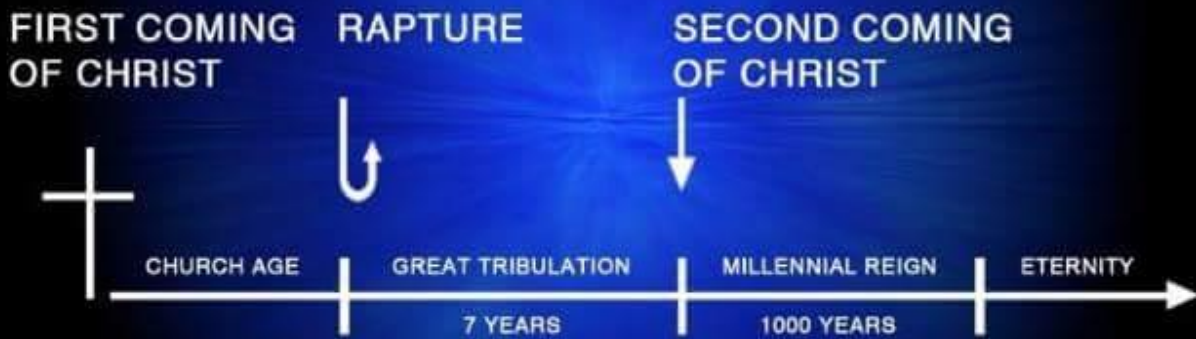 FIRST COMING
OF CHRIST
RAPTURE
SECOND COMING
OF CHRIST
CHURCH AGE
GREAT TRIBULATION
MILLENNIAL REIGN
ETERNITY
7 YEARS
1000 YEARS